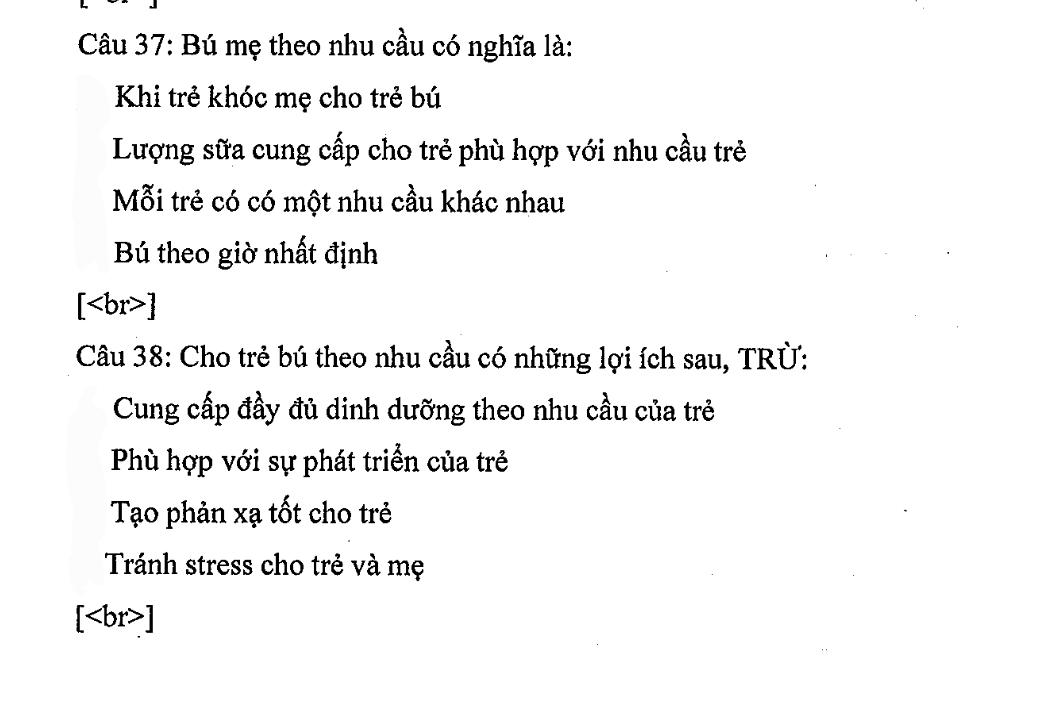 Câu 37: Bú mẹ theo nhu cầu có nghĩa là:
Khi trẻ khóc mẹ cho trẻ bú
Lượng sữa cung cấp cho trẻ phù hợp với nhu cầu trẻ
Mỗi trẻ có có một nhu cầu khác nhau
Bú theo giờ nhất định
[<br>]
Câu 38: Cho trẻ bú theo nhu cầu có những lợi ích sau, TRỪ:
Cung cấp đầy đủ dinh dưỡng theo nhu cầu của trẻ
Phù hợp với sự phát triển của trẻ
Tạo phản xạ tốt cho trẻ
Tránh stress cho trẻ và mẹ
[<br>]